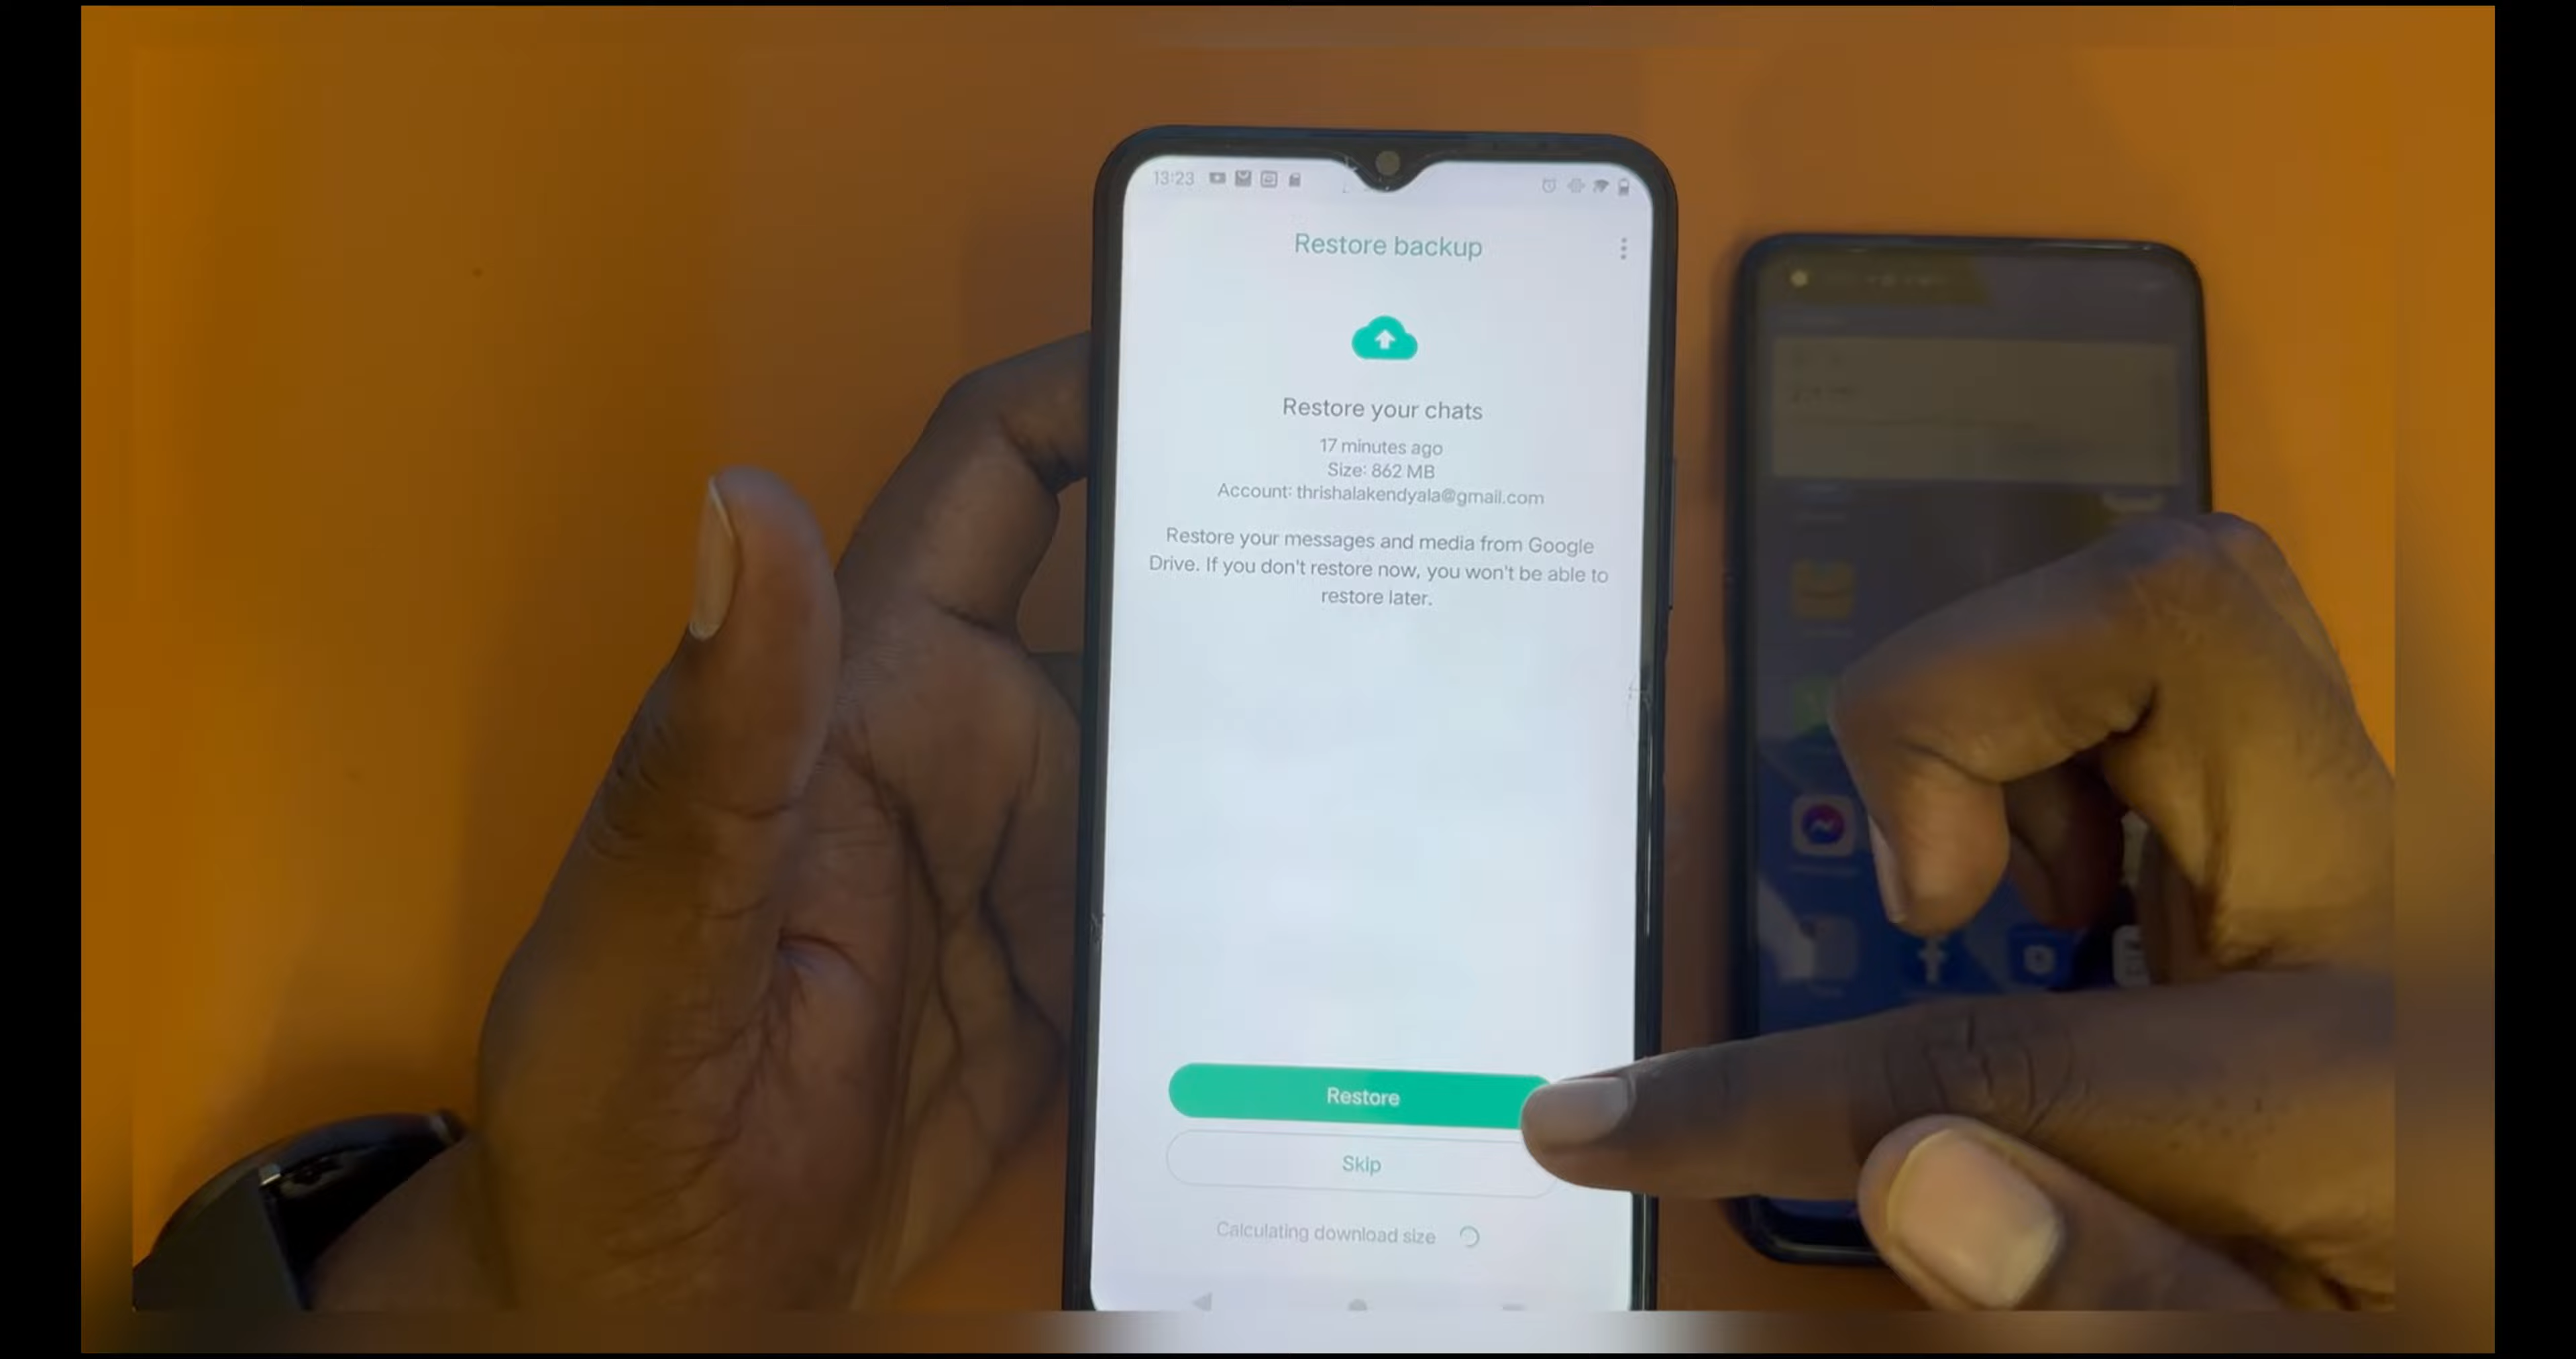 13:23
Restore backup
Restore your chats
17 minutes ago
Size: 862 MB
Account: thrishalakendyala@gmail.com
Restore your messages and media from Google
Drive. If you don't restore now, you won't be able to
restore later.
Restore
Skip
Calculating download size